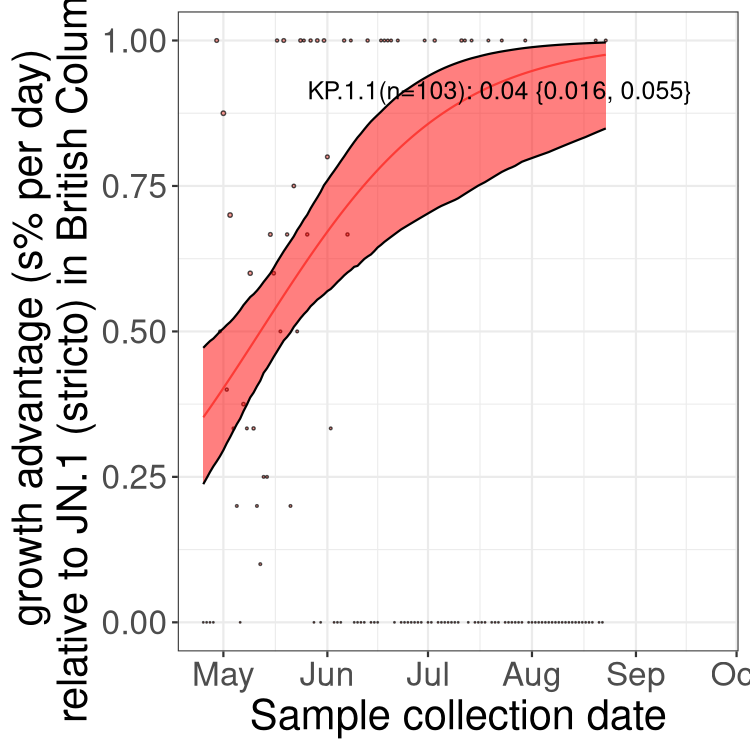 growth advantage (s% per day)
relative to JN.1 (stricto) in British Colum
1.00
0.75
0.50
0.25
0.00
KP.1.1(n=103): 0.04 {0.016, 0.055}
May Jun Jul Aug Sep Oc
Sample collection date